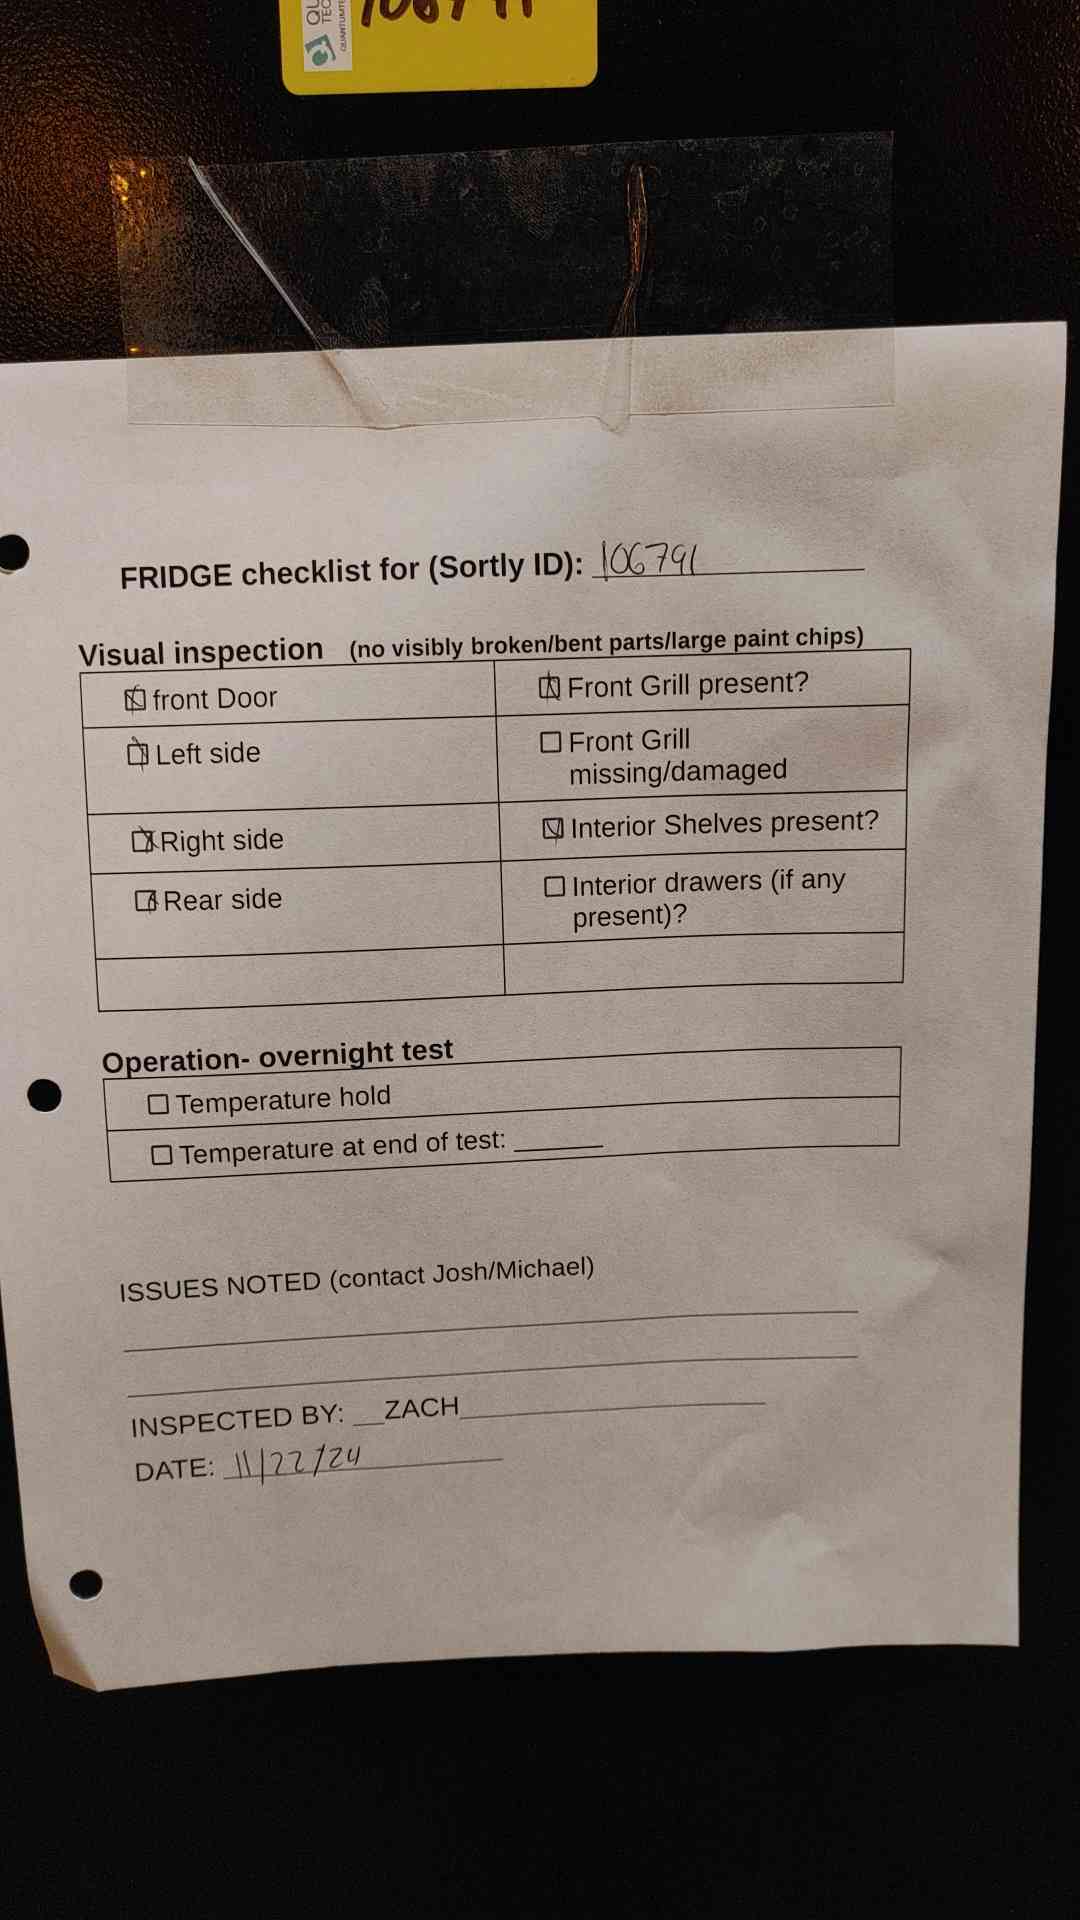 106791
FRIDGE checklist for (Sortly ID): 106791
Visual inspection (no visibly broken/bent parts/large paint chips)
☒ front Door
☒ Front Grill present?
☒ Left side
☐ Front Grill
missing/damaged
☒ Right side
☒ Interior Shelves present?
☒ Rear side
☐ Interior drawers (if any
present)?
Operation- overnight test
☐ Temperature hold
☐ Temperature at end of test: ______
ISSUES NOTED (contact Josh/Michael)
INSPECTED BY: __ZACH
DATE: 11/22/24